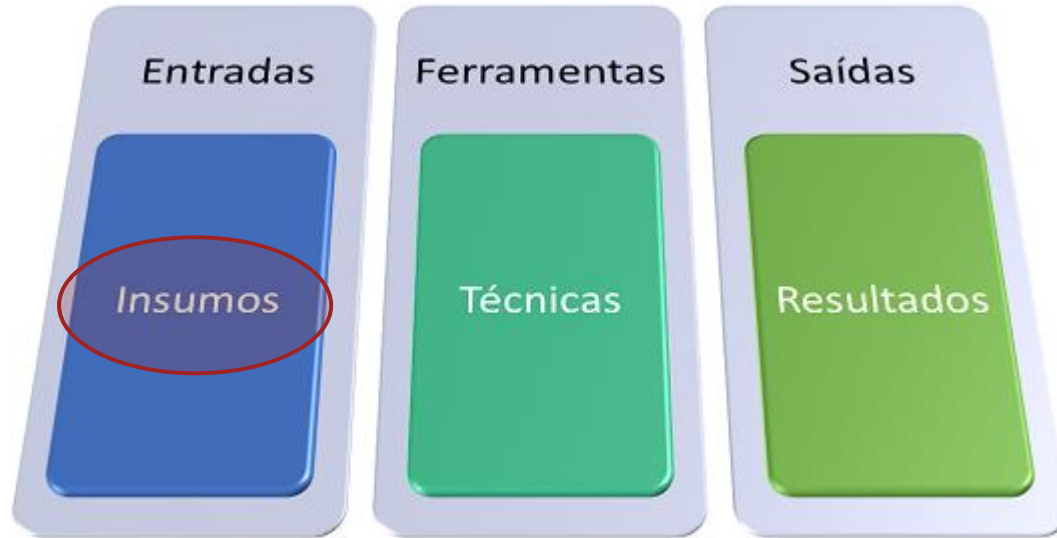 Entradas
Insumos
Ferramentas
Técnicas
Saídas
Resultados